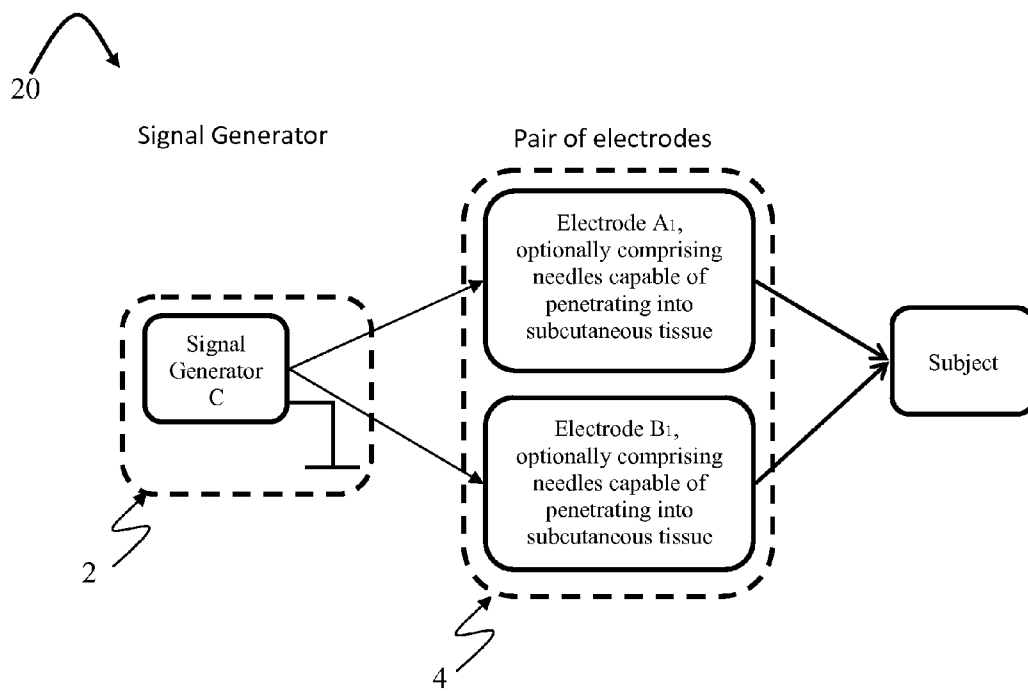 20
Signal Generator
Pair of electrodes
Signal
Generator
C
Electrode A1,
optionally comprising
needles capable of
penetrating into
subcutaneous tissue
Electrode B1,
optionally comprising
needles capable of
penetrating into
subcutaneous tissue
Subject
2
4